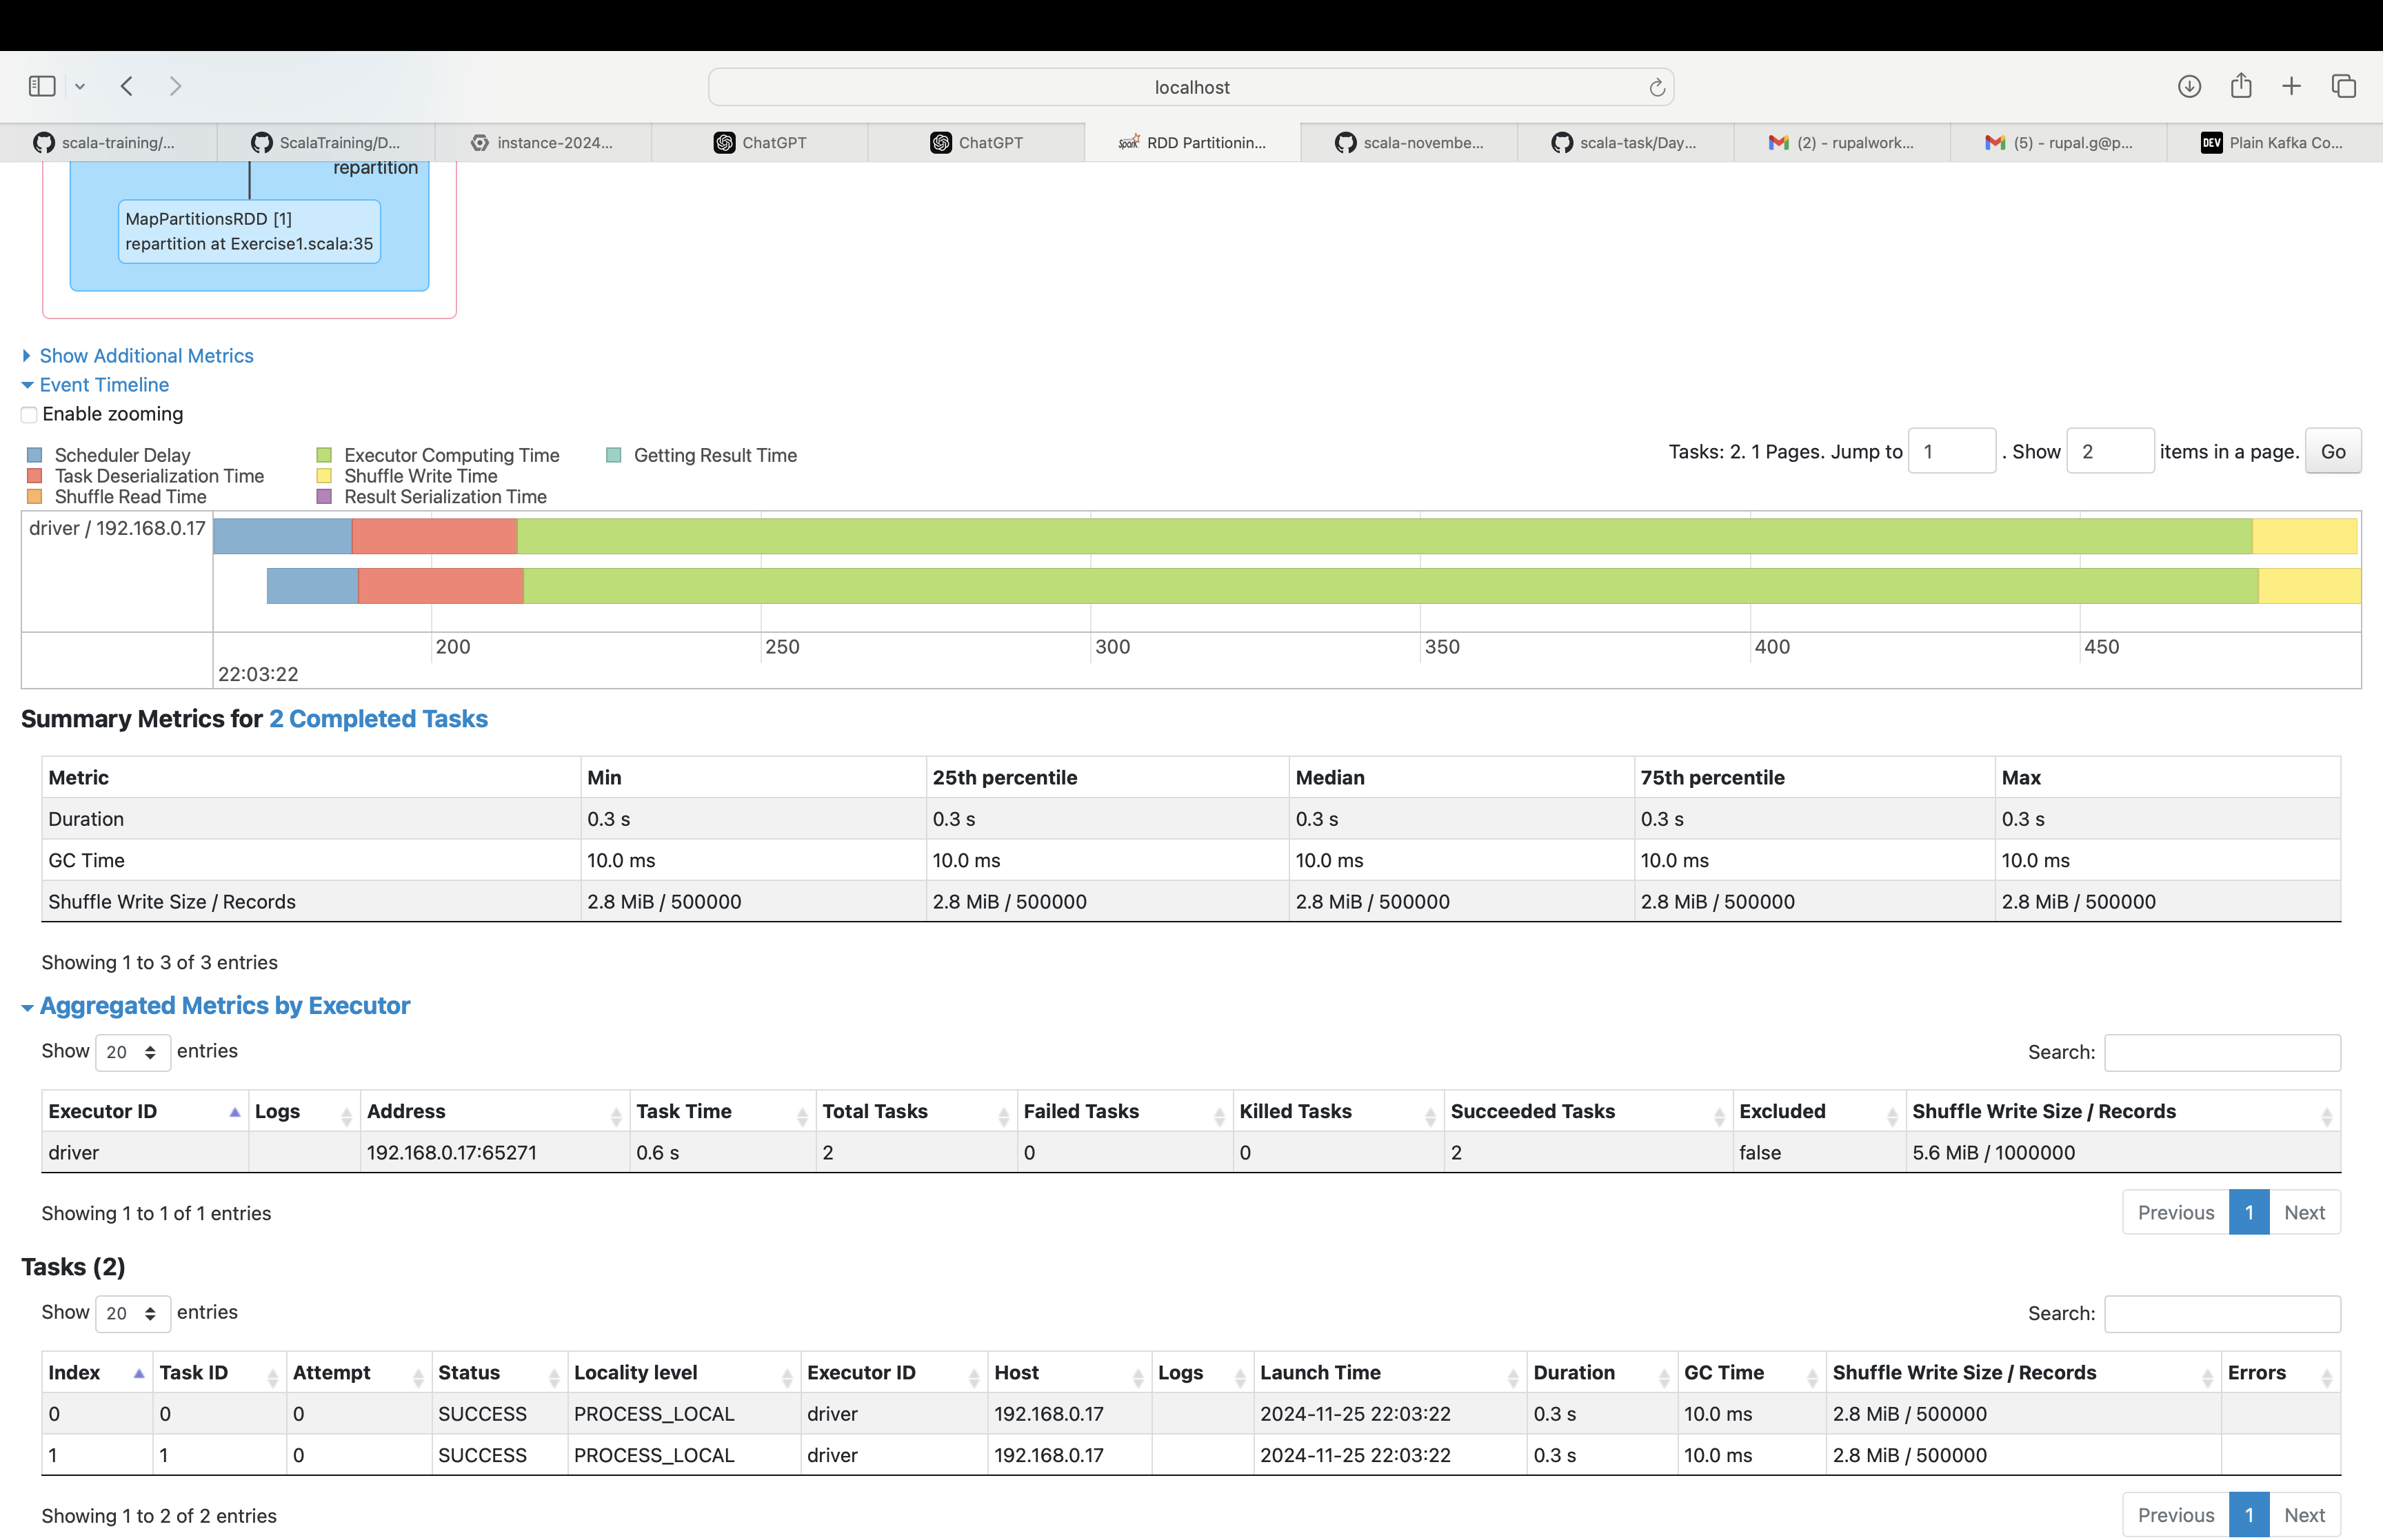 localhost
scala-training/...
ScalaTraining/D...
instance-2024...
ChatGPT
ChatGPT
Spark RDD Partitionin...
scala-novembe...
scala-task/Day...
(2) - rupalwork...
(5) - rupal.g@p...
DEV Plain Kafka Co...
repartition
MapPartitionsRDD [1]
repartition at Exercise1.scala:35
Show Additional Metrics
Event Timeline
Enable zooming
Scheduler Delay
Task Deserialization Time
Shuffle Read Time
Executor Computing Time
Shuffle Write Time
Result Serialization Time
Getting Result Time
Tasks: 2. 1 Pages. Jump to 1 . Show 2 items in a page. Go
driver / 192.168.0.17
200 250 300 350 400 450
22:03:22
Summary Metrics for 2 Completed Tasks
Metric Min 25th percentile Median 75th percentile Max
Duration 0.3 s 0.3 s 0.3 s 0.3 s 0.3 s
GC Time 10.0 ms 10.0 ms 10.0 ms 10.0 ms 10.0 ms
Shuffle Write Size / Records 2.8 MiB / 500000 2.8 MiB / 500000 2.8 MiB / 500000 2.8 MiB / 500000 2.8 MiB / 500000
Showing 1 to 3 of 3 entries
Aggregated Metrics by Executor
Show 20 entries Search:
Executor ID Logs Address Task Time Total Tasks Failed Tasks Killed Tasks Succeeded Tasks Excluded Shuffle Write Size / Records
driver 192.168.0.17:65271 0.6 s 2 0 0 2 false 5.6 MiB / 1000000
Showing 1 to 1 of 1 entries Previous 1 Next
Tasks (2)
Show 20 entries Search:
Index Task ID Attempt Status Locality level Executor ID Host Logs Launch Time Duration GC Time Shuffle Write Size / Records Errors
0 0 0 SUCCESS PROCESS_LOCAL driver 192.168.0.17 2024-11-25 22:03:22 0.3 s 10.0 ms 2.8 MiB / 500000
1 1 0 SUCCESS PROCESS_LOCAL driver 192.168.0.17 2024-11-25 22:03:22 0.3 s 10.0 ms 2.8 MiB / 500000
Showing 1 to 2 of 2 entries Previous 1 Next